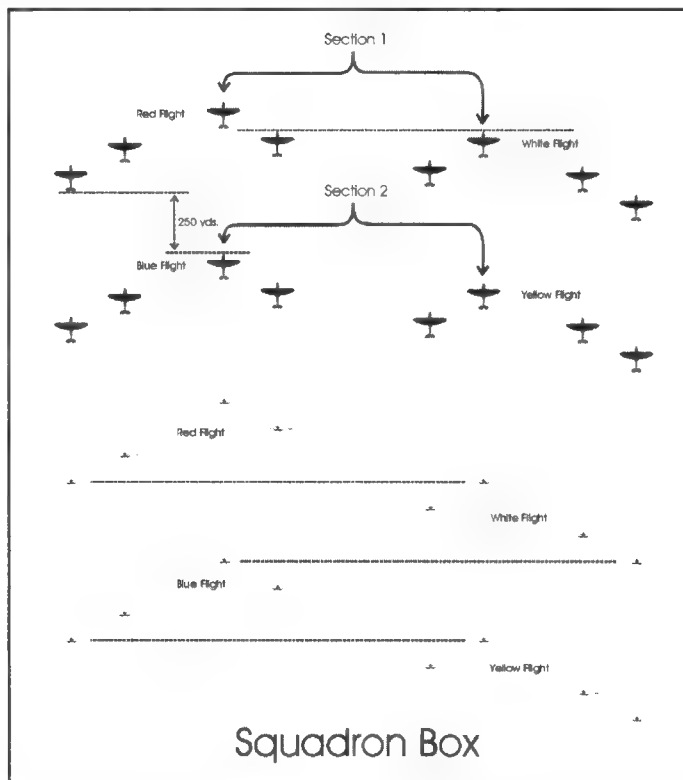 Section 1
Red Flight
White Flight
Section 2
250 yds.
Blue Flight
Yellow Flight
Red Flight
White Flight
Blue Flight
Yellow Flight
Squadron Box